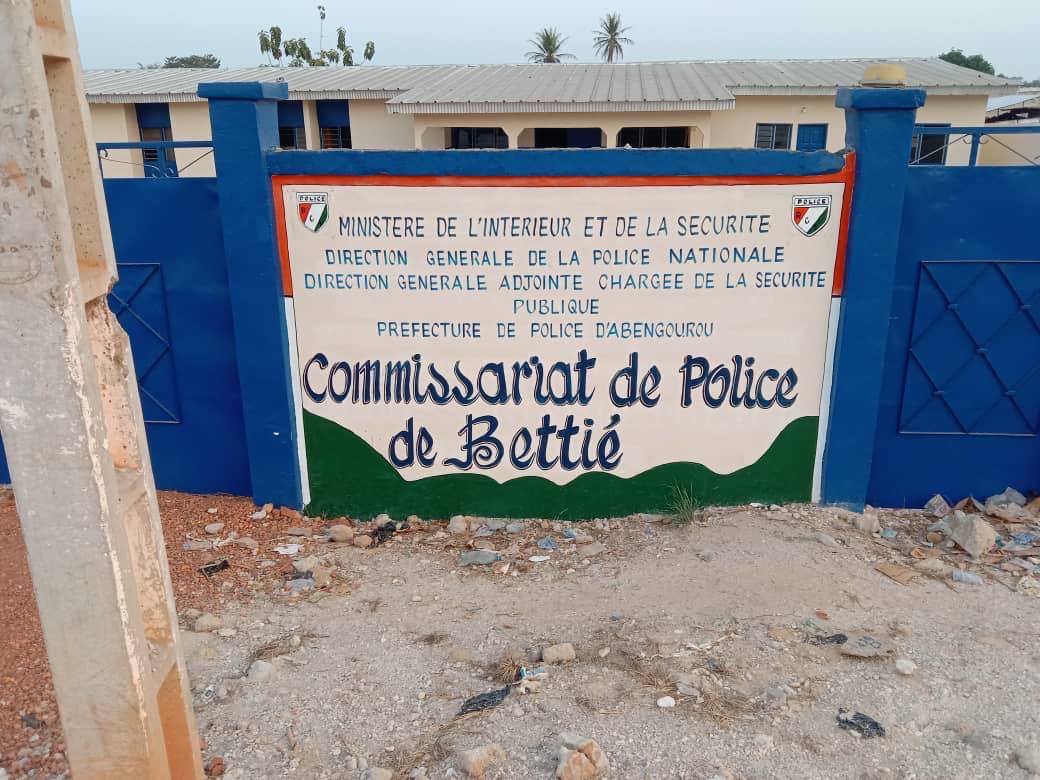 POLICE
POLICE
MINISTERE DE L'INTERIEUR ET DE LA SECURITE
DIRECTION GENERALE DE LA POLICE NATIONALE
DIRECTION GENERALE ADJOINTE CHARGEE DE LA SECURITE
PUBLIQUE
PREFECTURE DE POLICE D'ABENGOUROU
Commissariat de Police
de Bettié